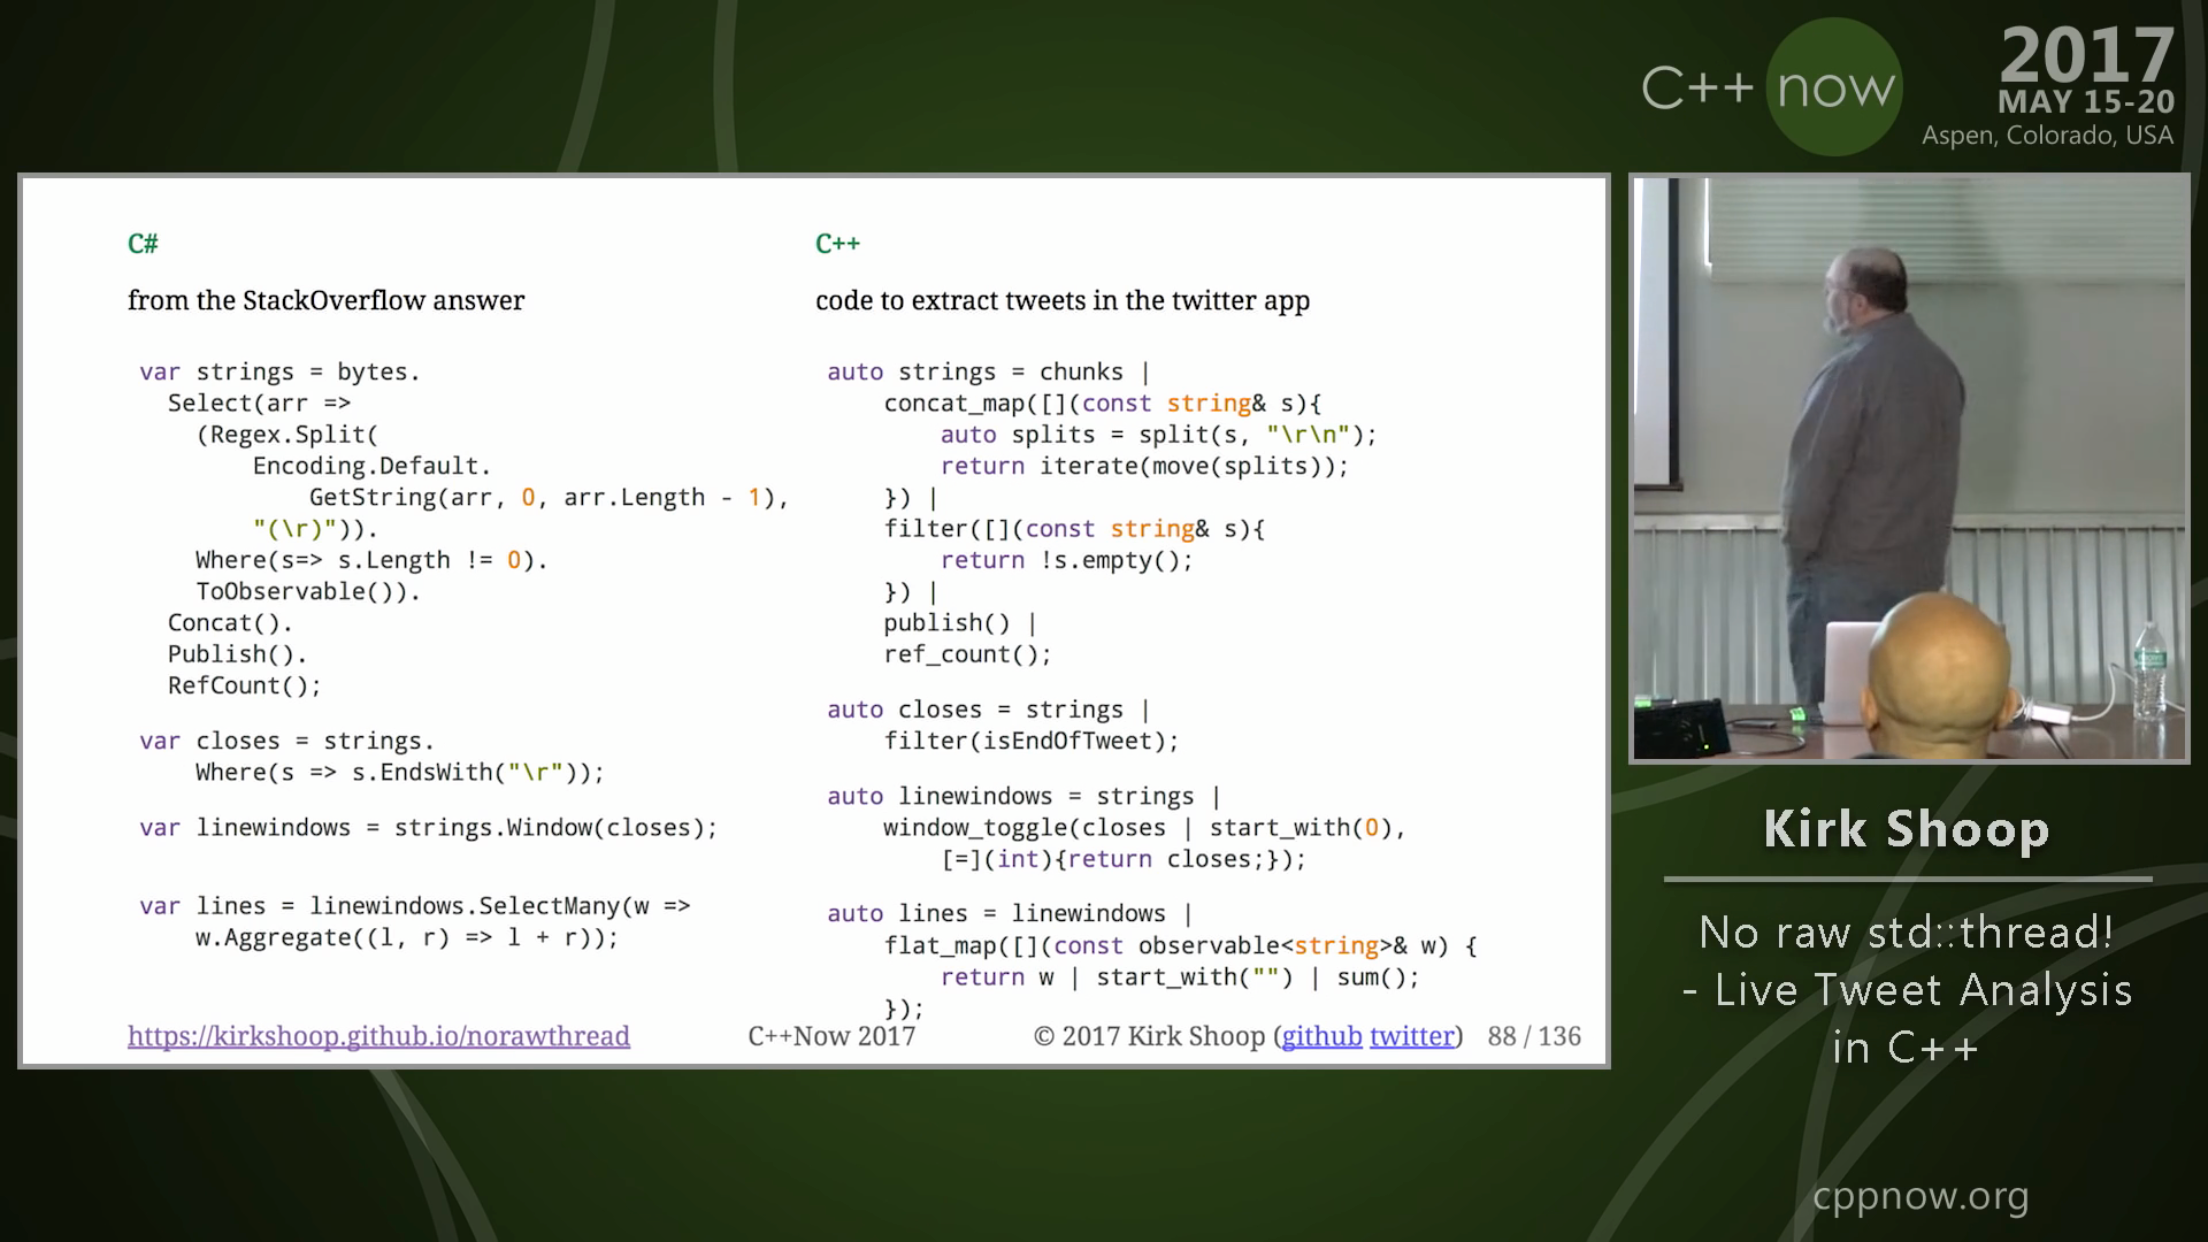 C++ now
2017
MAY 15-20
Aspen, Colorado, USA
C#
from the StackOverflow answer
var strings = bytes.
Select(arr =>
(Regex.Split(
Encoding.Default.
GetString(arr, 0, arr.Length - 1),
"(\r)")).
Where(s=> s.Length != 0).
ToObservable()).
Concat().
Publish().
RefCount();
var closes = strings.
Where(s => s.EndsWith("\r"));
var linewindows = strings.Window(closes);
var lines = linewindows.SelectMany(w =>
w.Aggregate((l, r) => l + r));
C++
code to extract tweets in the twitter app
auto strings = chunks |
concat_map([](const string& s){
auto splits = split(s, "\r\n");
return iterate(move(splits));
}) |
filter([](const string& s){
return !s.empty();
}) |
publish() |
ref_count();
auto closes = strings |
filter(isEndOfTweet);
auto linewindows = strings |
window_toggle(closes | start_with(0),
[=](int){return closes;});
auto lines = linewindows |
flat_map([](const observable<string>& w) {
return w | start_with("") | sum();
});
https://kirkshoop.github.io/norawthread
C++Now 2017
© 2017 Kirk Shoop (github twitter)
88 / 136
Kirk Shoop
No raw std::thread!
- Live Tweet Analysis
in C++
cppnow.org